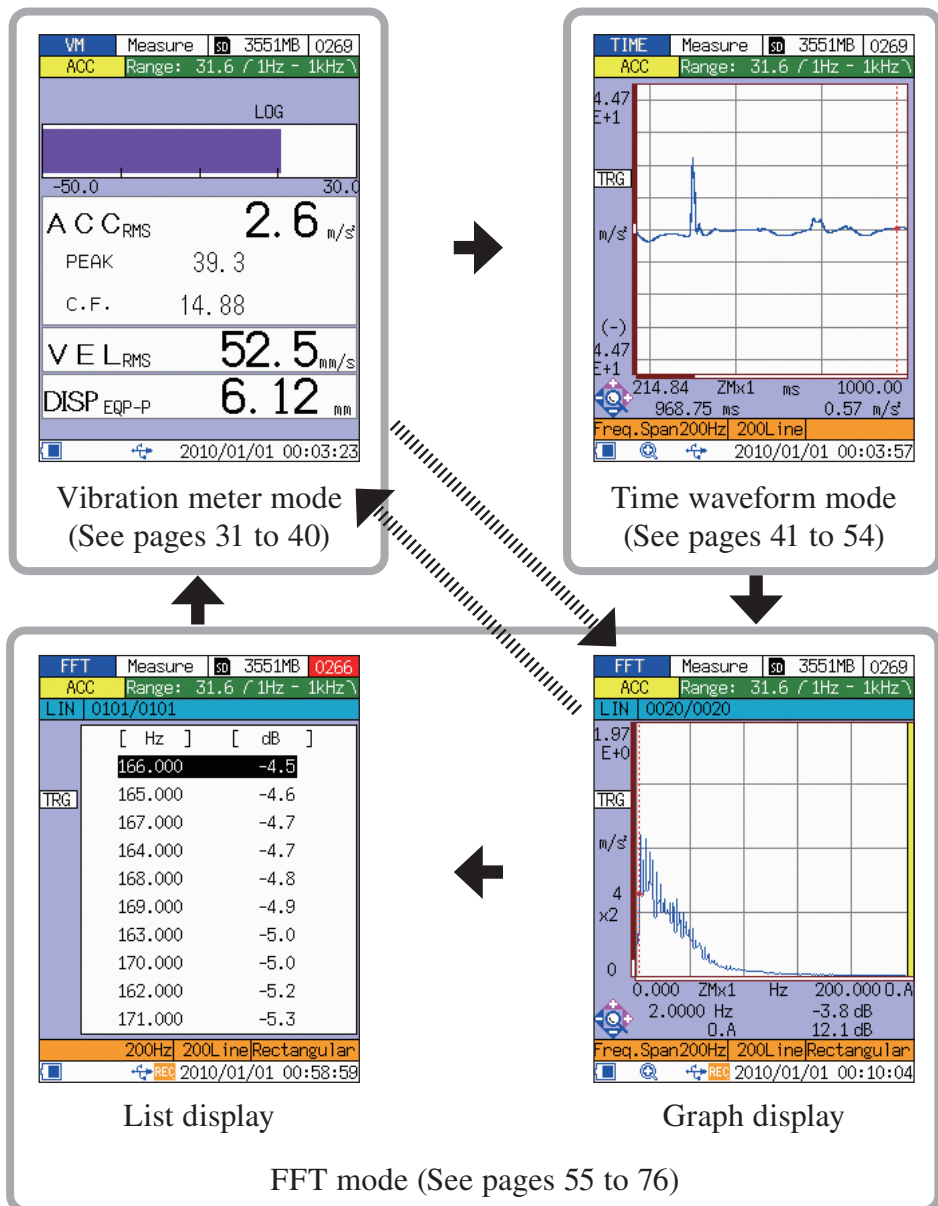 VM Measure SD 3551MB 0269
ACC Range: 31.6 1Hz - 1kHz
LOG
-50.0 30.0
ACC RMS 2.6 m/s²
PEAK 39.3
C.F. 14.88
VEL RMS 52.5 mm/s
DISP EQP-P 6.12 mm
2010/01/01 00:03:23
Vibration meter mode
(See pages 31 to 40)
TIME Measure SD 3551MB 0269
ACC Range: 31.6 1Hz - 1kHz
4.47
E+1
TRG
m/s²
(-)
4.47
E+1
214.84 ZMx1 ms 1000.00
968.75 ms 0.57 m/s²
Freq.Span200Hz 200Line
2010/01/01 00:03:57
Time waveform mode
(See pages 41 to 54)
FFT Measure SD 3551MB 0266
ACC Range: 31.6 1Hz - 1kHz
LIN 0101/0101
[ Hz ] [ dB ]
166.000 -4.5
TRG
165.000 -4.6
167.000 -4.7
164.000 -4.7
168.000 -4.8
169.000 -4.9
163.000 -5.0
170.000 -5.0
162.000 -5.2
171.000 -5.3
200Hz 200Line Rectangular
REC 2010/01/01 00:58:59
List display
FFT Measure SD 3551MB 0269
ACC Range: 31.6 1Hz - 1kHz
LIN 0020/0020
1.97
E+0
TRG
m/s²
4
x2
0
0.000 ZMx1 Hz 200.000 O.A
2.0000 Hz -3.8 dB
O.A 12.1 dB
Freq.Span200Hz 200Line Rectangular
REC 2010/01/01 00:10:04
Graph display
FFT mode (See pages 55 to 76)